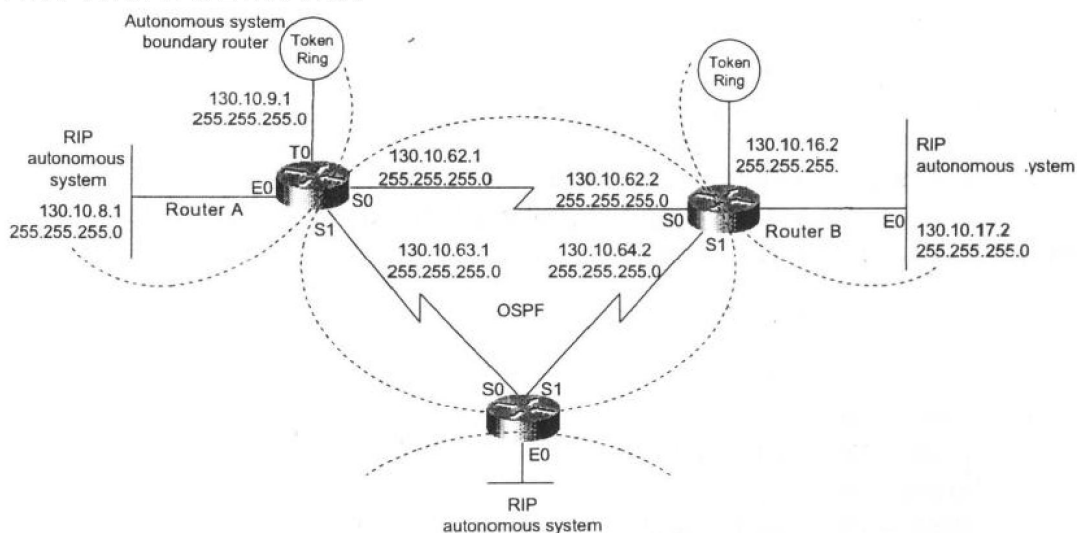 Autonomous system
boundary router
Token
Ring
Token
Ring
130.10.9.1
255.255.255.0
RIP
autonomous
system
130.10.8.1
255.255.255.0
T0
E0
Router A
S0
S1
130.10.62.1
255.255.255.0
130.10.62.2
255.255.255.0
130.10.16.2
255.255.255.
RIP
autonomous .ystem
S0
S1
Router B
E0
130.10.17.2
255.255.255.0
130.10.63.1
255.255.255.0
130.10.64.2
255.255.255.0
OSPF
S0
S1
E0
RIP
autonomous system